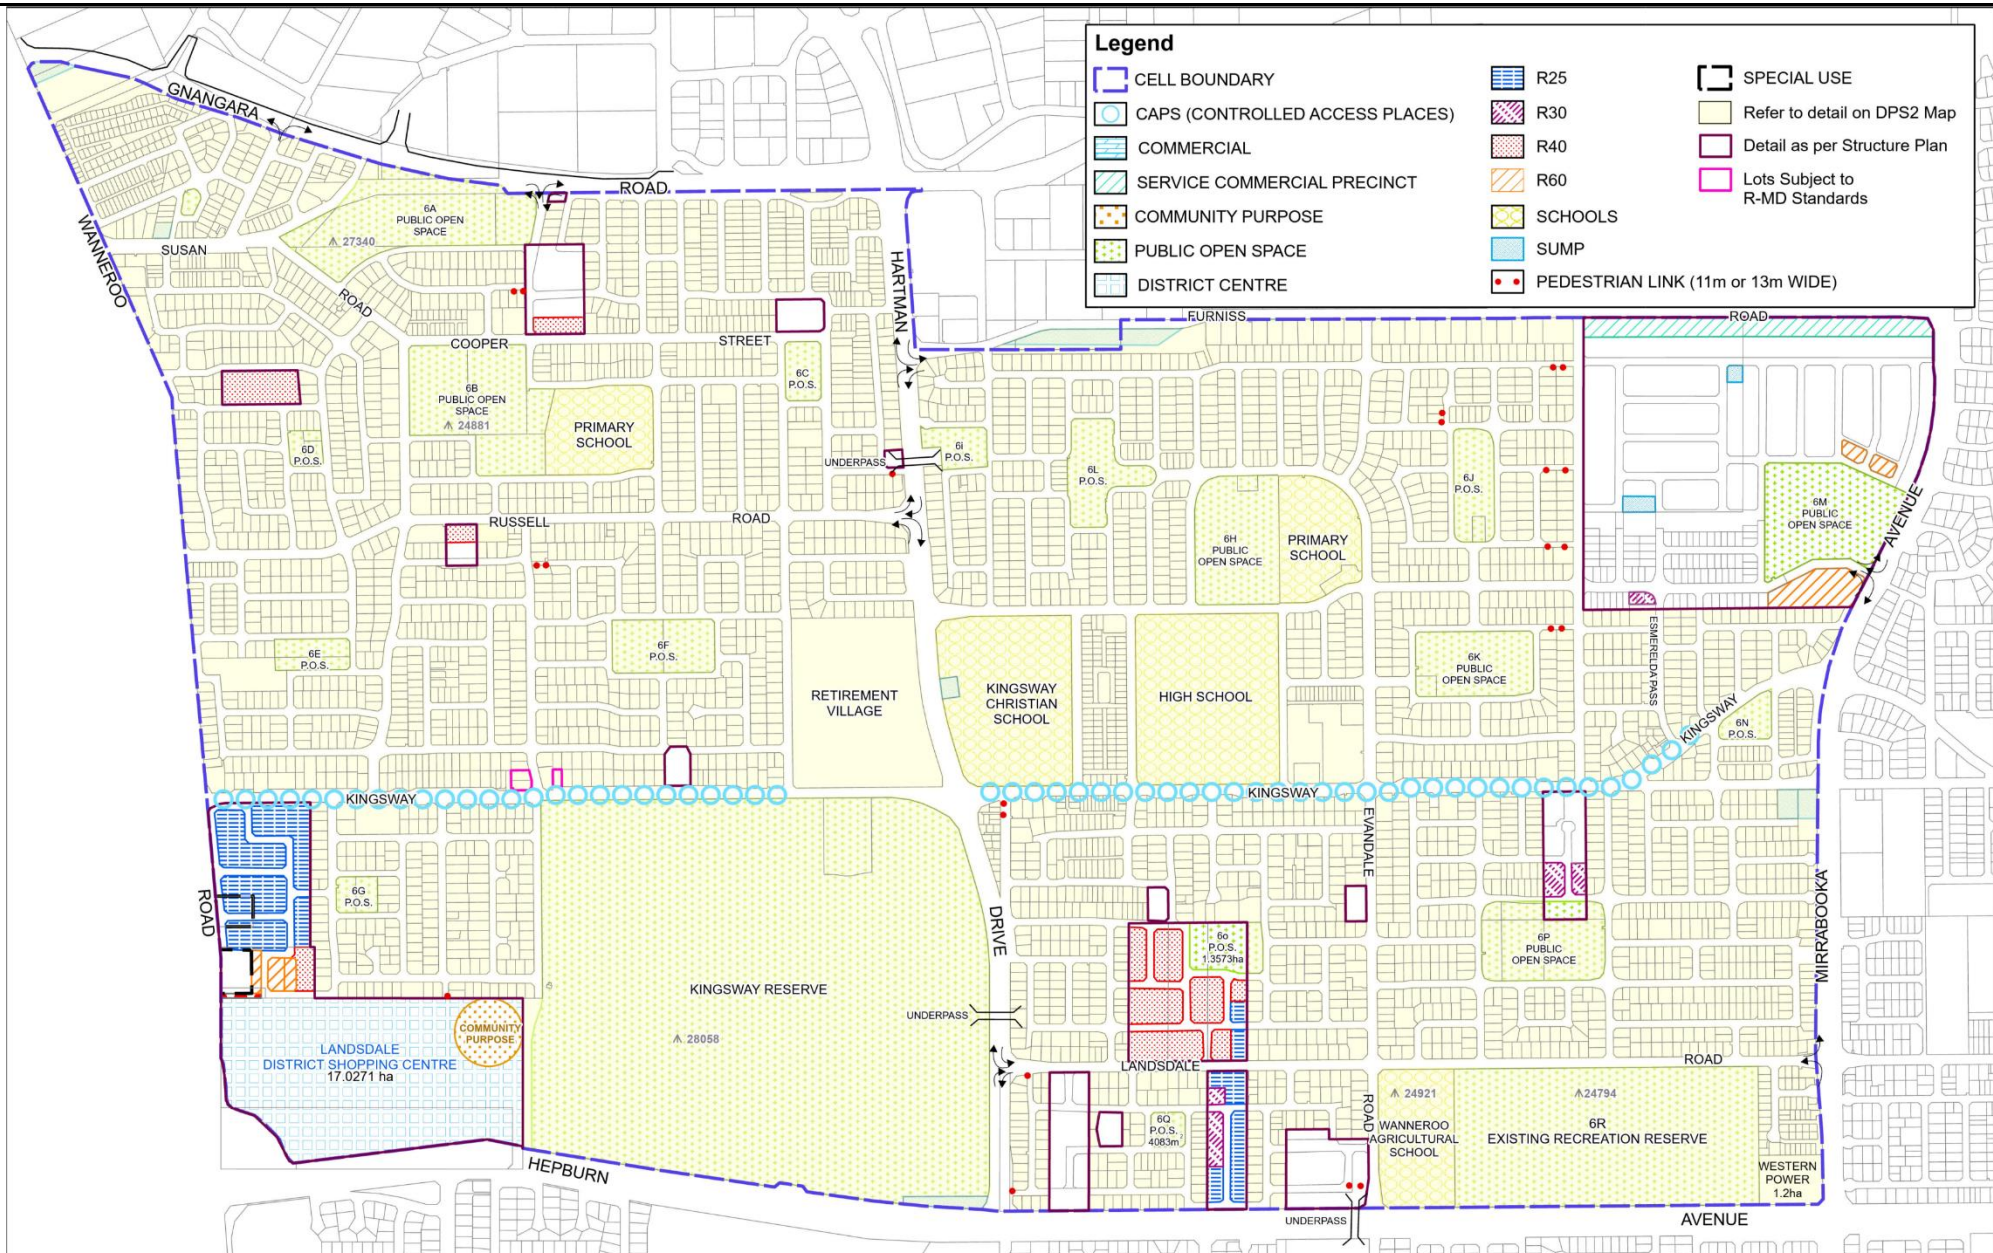 Legend
CELL BOUNDARY
CAPS (CONTROLLED ACCESS PLACES)
COMMERCIAL
SERVICE COMMERCIAL PRECINCT
COMMUNITY PURPOSE
PUBLIC OPEN SPACE
DISTRICT CENTRE
R25
R30
R40
R60
SCHOOLS
SUMP
PEDESTRIAN LINK (11m or 13m WIDE)
SPECIAL USE
Refer to detail on DPS2 Map
Detail as per Structure Plan
Lots Subject to
R-MD Standards
GNANGARA
ROAD
WANNEROO
SUSAN
ROAD
6A
PUBLIC OPEN
SPACE
27340
HARTMAN
FURNISS
ROAD
COOPER
STREET
6B
PUBLIC OPEN
SPACE
24881
PRIMARY
SCHOOL
6C
P.O.S.
6D
P.O.S.
UNDERPASS
6i
P.O.S.
6L
P.O.S.
6J
P.O.S.
6M
PUBLIC
OPEN SPACE
AVENUE
RUSSELL
ROAD
6H
PUBLIC
OPEN SPACE
PRIMARY
SCHOOL
6E
P.O.S.
6F
P.O.S.
RETIREMENT
VILLAGE
KINGSWAY
CHRISTIAN
SCHOOL
HIGH SCHOOL
6K
PUBLIC
OPEN SPACE
ESMERELDA PASS
KINGSWAY
6N
P.O.S.
KINGSWAY
KINGSWAY
EVANDALE
ROAD
6G
P.O.S.
DRIVE
MIRRABOOKA
6o
P.O.S.
1.3573ha
6P
PUBLIC
OPEN SPACE
KINGSWAY RESERVE
28058
UNDERPASS
COMMUNITY
PURPOSE
LANDSDALE
DISTRICT SHOPPING CENTRE
17.0271 ha
LANDSDALE
ROAD
6Q
P.O.S.
4083m2
ROAD
24921
WANNEROO
AGRICULTURAL
SCHOOL
24794
6R
EXISTING RECREATION RESERVE
WESTERN
POWER
1.2ha
HEPBURN
UNDERPASS
AVENUE